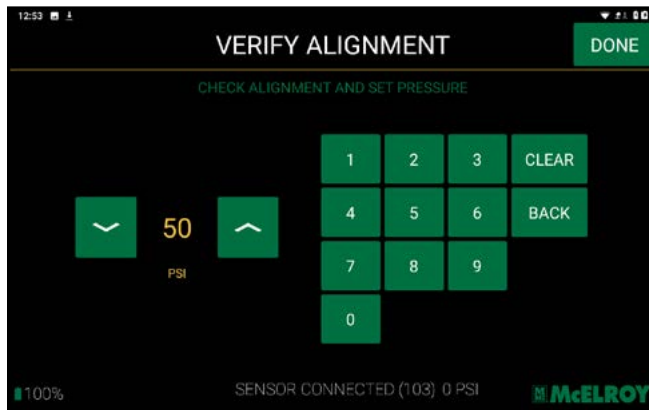 12:53
VERIFY ALIGNMENT
DONE
CHECK ALIGNMENT AND SET PRESSURE
1 2 3 CLEAR
50
4 5 6 BACK
PSI
7 8 9
0
100%
SENSOR CONNECTED (103) 0 PSI
McELROY